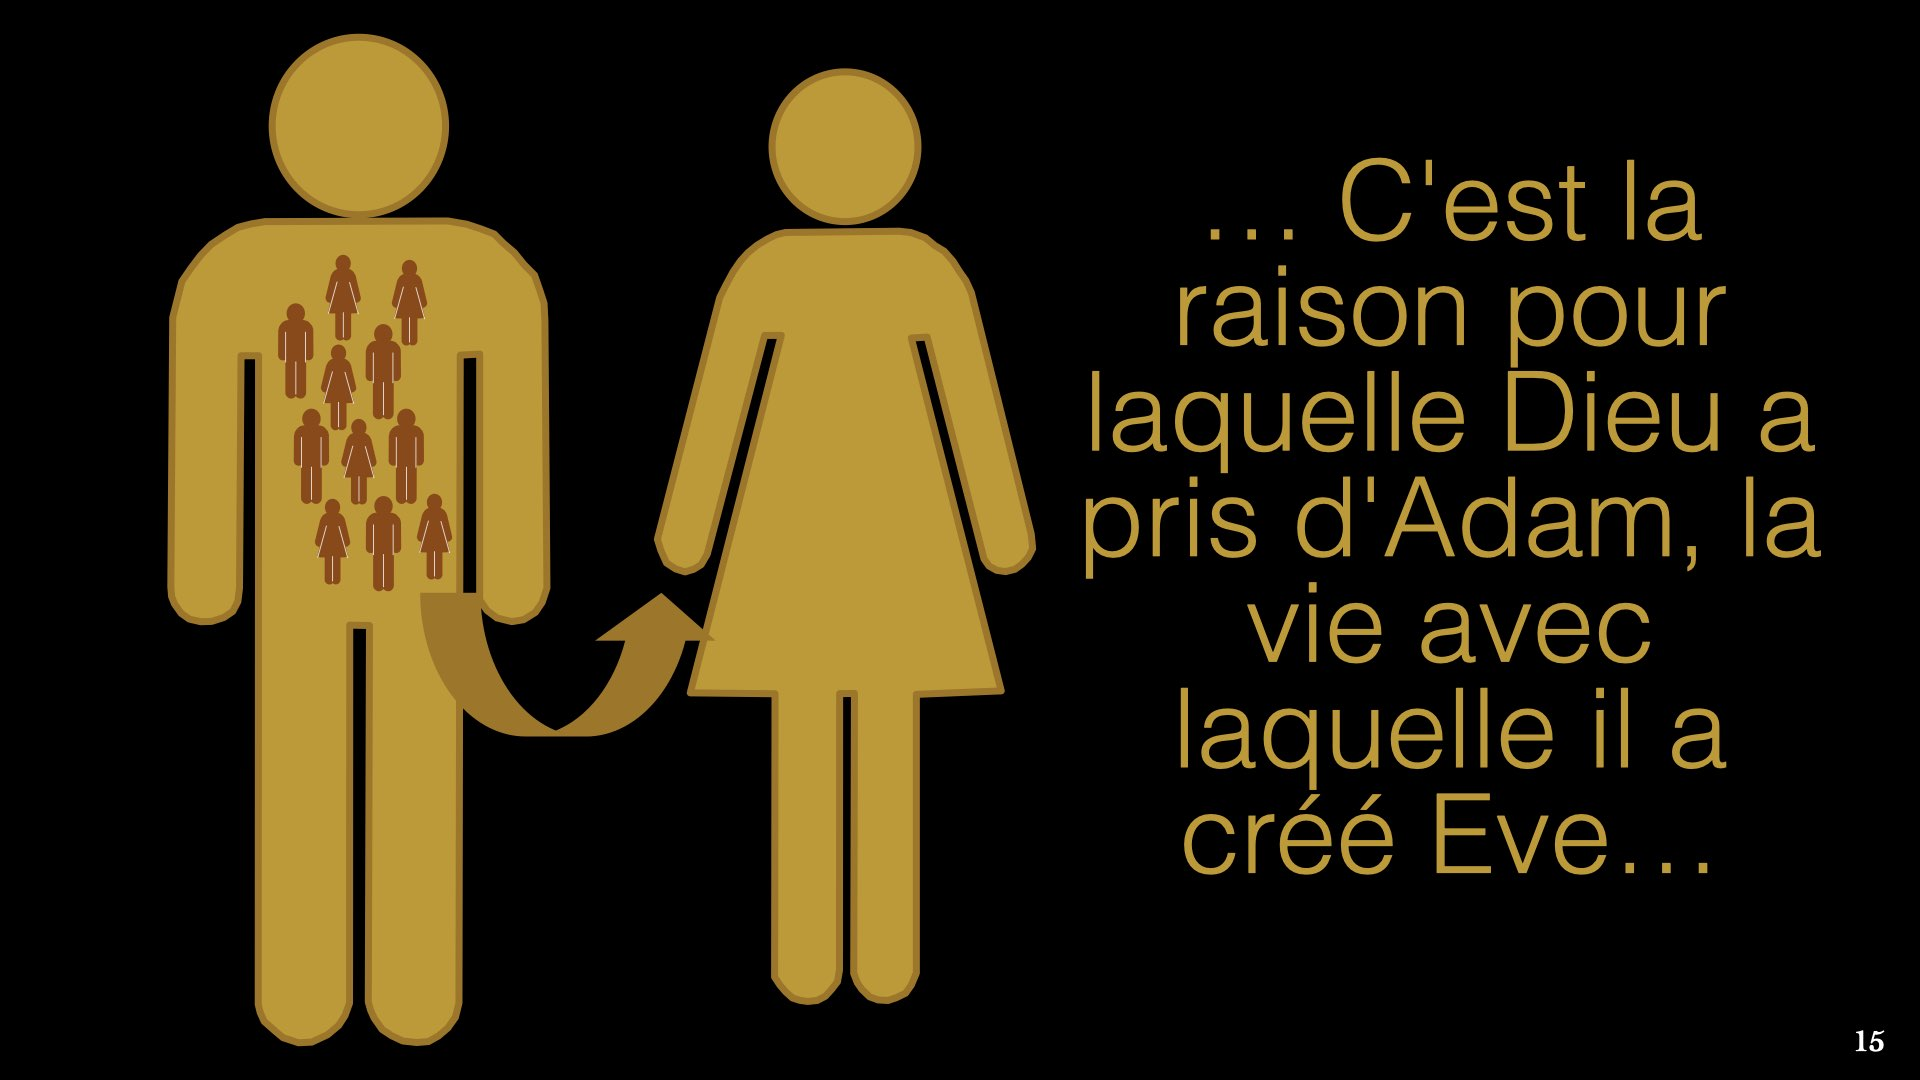 … C'est la
raison pour
laquelle Dieu a
pris d'Adam, la
vie avec
laquelle il a
créé Eve…
15